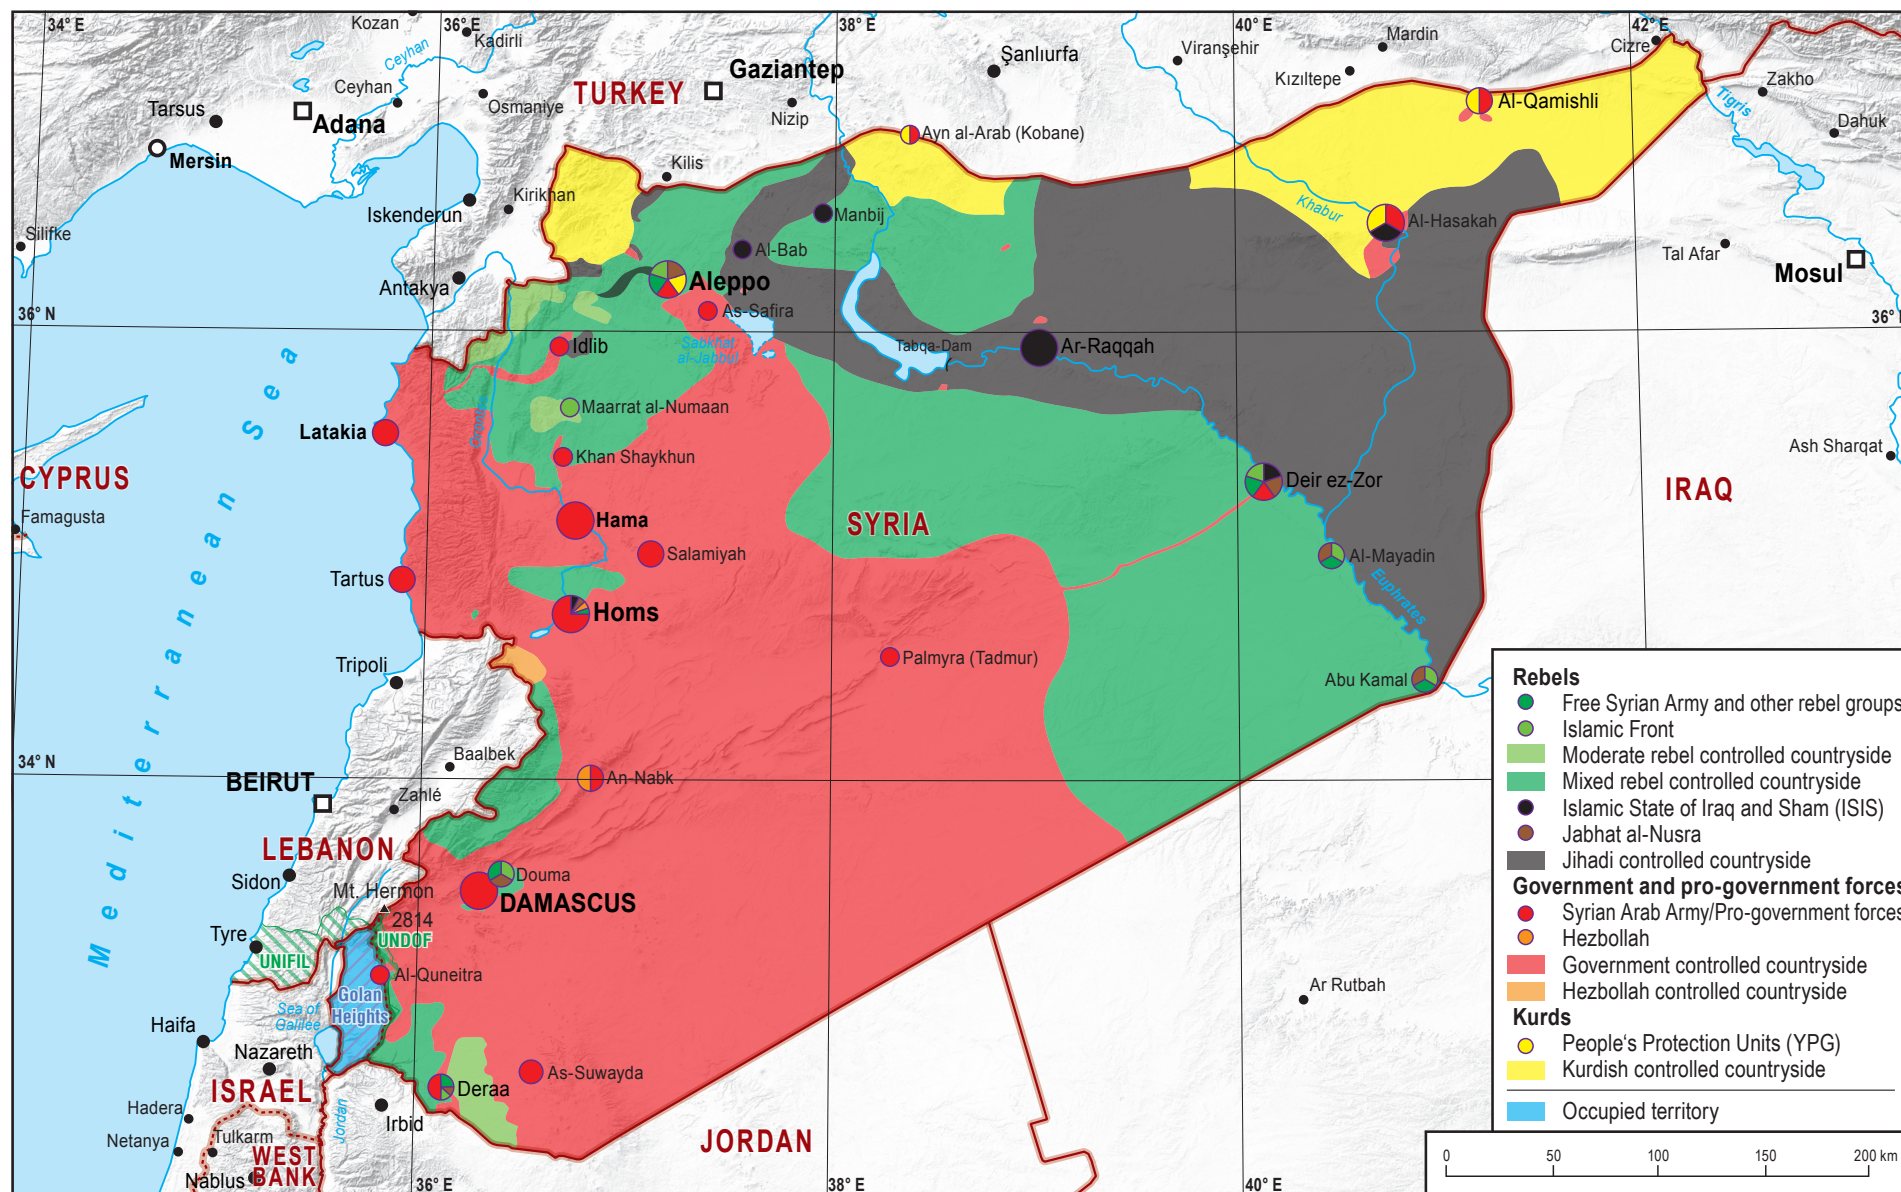 34° E
36° E
38° E
40° E
42° E
Kozan
Kadirli
Ceyhan
Ceyhan
Osmaniye
TURKEY
Gaziantep
Nizip
Şanlıurfa
Viranşehir
Mardin
Kızıltepe
Cizre
Zakho
Tigris
Dahuk
Tarsus
Adana
Mersin
Ayn al-Arab (Kobane)
Al-Qamishli
Kilis
Kirikhan
Iskenderun
Manbij
Khabur
Al-Hasakah
Silifke
Al-Bab
Tal Afar
Mosul
Antakya
Aleppo
As-Safira
36° N
36° N
Sabkhat
al-Jabbul
Idlib
Tabqa-Dam
Ar-Raqqah
Mediterranean Sea
Maarrat al-Numaan
Orontes
Latakia
Khan Shaykhun
Ash Sharqat
CYPRUS
Famagusta
Deir ez-Zor
IRAQ
Hama
SYRIA
Salamiyah
Al-Mayadin
Tartus
Euphrates
Homs
Tripoli
Palmyra (Tadmur)
Abu Kamal
34° N
Baalbek
BEIRUT
Zahlé
An-Nabk
LEBANON
Sidon
Mt. Hermon
2814
Douma
DAMASCUS
Tyre
UNIFIL
UNDOF
Al-Quneitra
Golan
Heights
Sea of
Galilee
Haifa
Nazareth
ISRAEL
As-Suwayda
Deraa
Ar Rutbah
Hadera
Jordan
Irbid
Netanya
Tulkarm
WEST
BANK
Nablus
JORDAN
36° E
38° E
40° E
Rebels
Free Syrian Army and other rebel groups
Islamic Front
Moderate rebel controlled countryside
Mixed rebel controlled countryside
Islamic State of Iraq and Sham (ISIS)
Jabhat al-Nusra
Jihadi controlled countryside
Government and pro-government forces
Syrian Arab Army/Pro-government forces
Hezbollah
Government controlled countryside
Hezbollah controlled countryside
Kurds
People's Protection Units (YPG)
Kurdish controlled countryside
Occupied territory
0 50 100 150 200 km